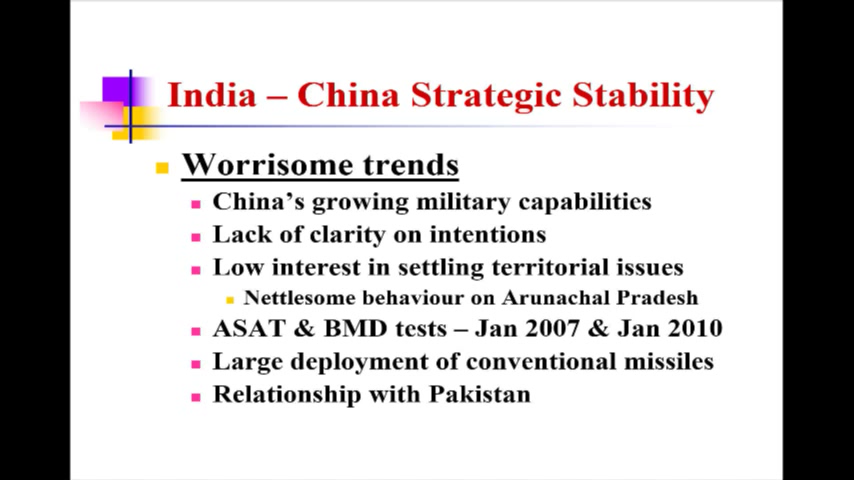 India – China Strategic Stability
Worrisome trends
China's growing military capabilities
Lack of clarity on intentions
Low interest in settling territorial issues
Nettlesome behaviour on Arunachal Pradesh
ASAT & BMD tests – Jan 2007 & Jan 2010
Large deployment of conventional missiles
Relationship with Pakistan